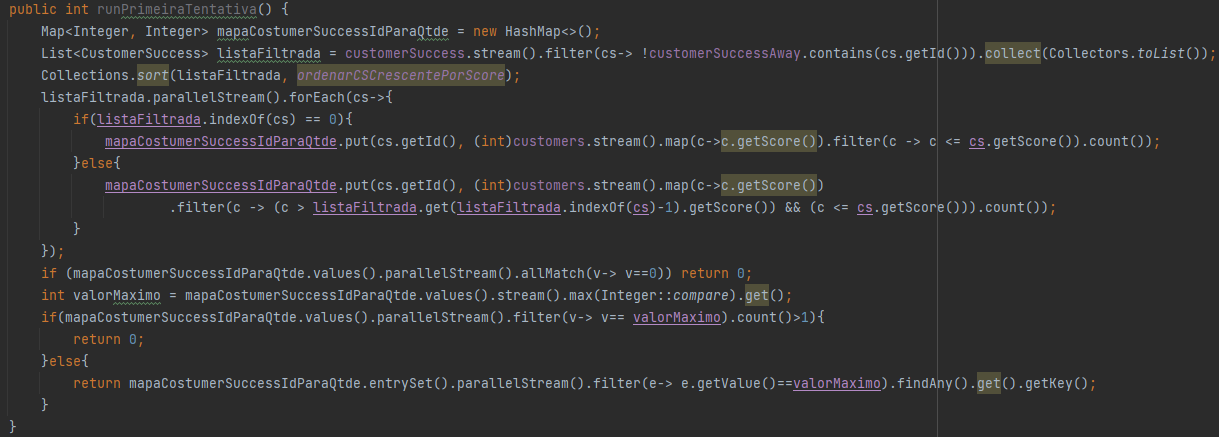 public int runPrimeiraTentativa() {
    Map<Integer, Integer> mapaCostumerSuccessIdParaQtde = new HashMap<>();
    List<CustomerSuccess> listaFiltrada = customerSuccess.stream().filter(cs-> !customerSuccessAway.contains(cs.getId())).collect(Collectors.toList());
    Collections.sort(listaFiltrada, ordenarCSCrescentePorScore);
    listaFiltrada.parallelStream().forEach(cs->{
        if(listaFiltrada.indexOf(cs) == 0){
            mapaCostumerSuccessIdParaQtde.put(cs.getId(), (int)customers.stream().map(c->c.getScore()).filter(c -> c <= cs.getScore()).count());
        }else{
            mapaCostumerSuccessIdParaQtde.put(cs.getId(), (int)customers.stream().map(c->c.getScore())
                    .filter(c -> (c > listaFiltrada.get(listaFiltrada.indexOf(cs)-1).getScore()) && (c <= cs.getScore())).count());
        }
    });
    if (mapaCostumerSuccessIdParaQtde.values().parallelStream().allMatch(v-> v==0)) return 0;
    int valorMaximo = mapaCostumerSuccessIdParaQtde.values().stream().max(Integer::compare).get();
    if(mapaCostumerSuccessIdParaQtde.values().parallelStream().filter(v-> v== valorMaximo).count()>1){
        return 0;
    }else{
        return mapaCostumerSuccessIdParaQtde.entrySet().parallelStream().filter(e-> e.getValue()==valorMaximo).findAny().get().getKey();
    }
}